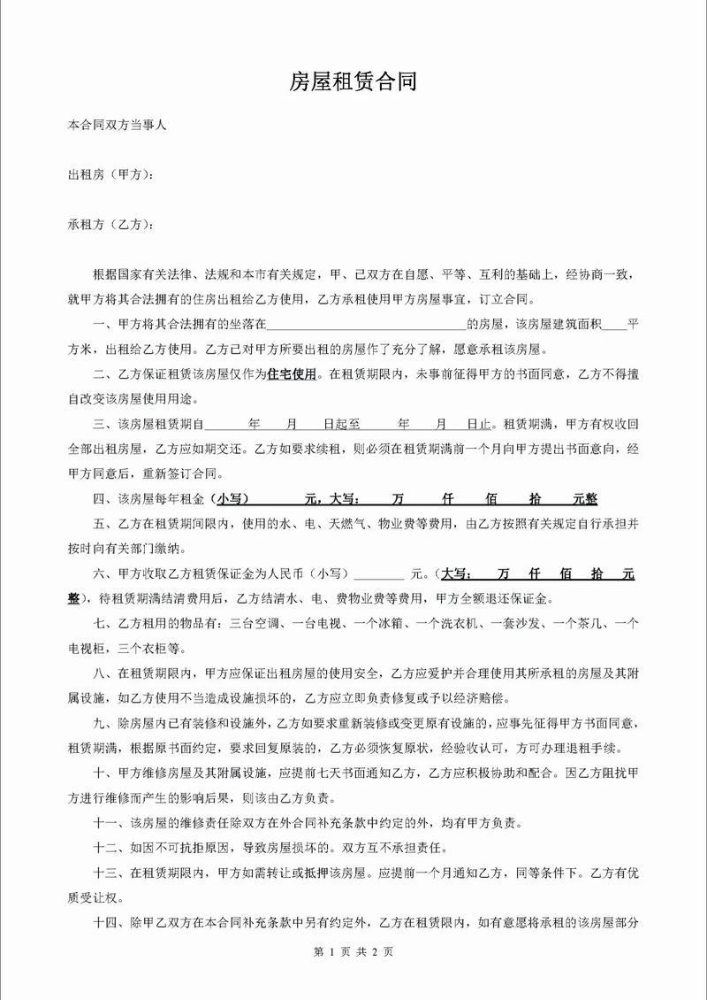 房屋租赁合同
本合同双方当事人
出租房（甲方）：
承租方（乙方）：
根据国家有关法律、法规和本市有关规定，甲、已双方在自愿、平等、互利的基础上，经协商一致，
就甲方将其合法拥有的住房出租给乙方使用，乙方承租使用甲方房屋事宜，订立合同。
一、甲方将其合法拥有的坐落在________________________________的房屋，该房屋建筑面积____平
方米，出租给乙方使用。乙方已对甲方所要出租的房屋作了充分了解，愿意承租该房屋。
二、乙方保证租赁该房屋仅作为住宅使用。在租赁期限内，未事前征得甲方的书面同意，乙方不得擅
自改变该房屋使用用途。
三、该房屋租赁期自_______年____月____日起至______年____月___日止。租赁期满，甲方有权收回
全部出租房屋，乙方应如期交还。乙方如要求续租，则必须在租赁期满前一个月向甲方提出书面意向，经
甲方同意后，重新签订合同。
四、该房屋每年租金（小写）________元，大写：____万____仟____佰____拾____元整
五、乙方在租赁期间限内，使用的水、电、天燃气、物业费等费用，由乙方按照有关规定自行承担并
按时向有关部门缴纳。
六、甲方收取乙方租赁保证金为人民币（小写）________ 元。（大写：___万__仟__佰__拾__元
整），待租赁期满结清费用后，乙方结清水、电、费物业费等费用，甲方全额退还保证金。
七、乙方租用的物品有：三台空调、一台电视、一个冰箱、一个洗衣机、一套沙发、一个茶几、一个
电视柜，三个衣柜等。
八、在租赁期限内，甲方应保证出租房屋的使用安全，乙方应爱护并合理使用其所承租的房屋及其附
属设施，如乙方使用不当造成设施损坏的，乙方应立即负责修复或予以经济赔偿。
九、除房屋内已有装修和设施外，乙方如要求重新装修或变更原有设施的，应事先征得甲方书面同意，
租赁期满，根据原书面约定，要求回复原装的，乙方必须恢复原状，经验收认可，方可办理退租手续。
十、甲方维修房屋及其附属设施，应提前七天书面通知乙方，乙方应积极协助和配合。因乙方阻扰甲
方进行维修而产生的影响后果，则该由乙方负责。
十一、该房屋的维修责任除双方在外合同补充条款中约定的外，均有甲方负责。
十二、如因不可抗拒原因，导致房屋损坏的。双方互不承担责任。
十三、在租赁期限内，甲方如需转让或抵押该房屋。应提前一个月通知乙方，同等条件下。乙方有优
质受让权。
十四、除甲乙双方在本合同补充条款中另有约定外，乙方在租赁限内，如有意愿将承租的该房屋部分
第 1 页 共 2 页